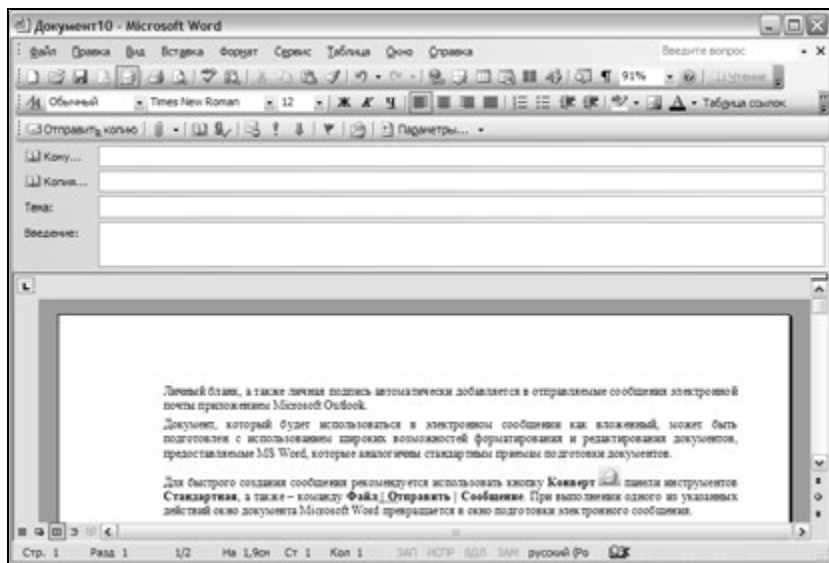 Документ10 - Microsoft Word
Файл Правка Вид Вставка Формат Сервис Таблица Окно Справка Введите вопрос
91% Чтение
Обычный Times New Roman 12 Ж К Ч А Таблица ссылок
Отправить копию Параметры...
Кому...
Копия...
Тема:
Введение:
Личный бланк, а также личная подпись автоматически добавляется в отправляемые сообщения электронной
почты приложением Microsoft Outlook.
Документ, который будет использоваться в электронном сообщении как вложенный, может быть
подготовлен с использованием широких возможностей форматирования и редактирования документов,
предоставляемые MS Word, которые аналогичны стандартным приемам подготовки документов.
Для быстрого создания сообщения рекомендуется использовать кнопку Конверт панели инструментов
Стандартная, а также – команду Файл | Отправить | Сообщение. При выполнении одного из указанных
действий окно документа Microsoft Word превращается в окно подготовки электронного сообщения.
Стр. 1 Разд 1 1/2 На 1,9см Ст 1 Кол 1 ЗАП ИСПР ВДЛ ЗАМ русский (Ро